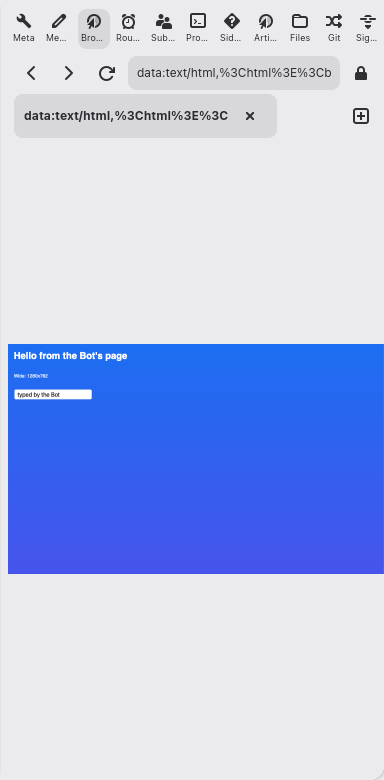 Meta Me... Bro... Rou... Sub... Pro... Sid... Arti... Files Git Sig...
data:text/html,%3Chtml%3E%3Cb
data:text/html,%3Chtml%3E%3C
Hello from the Bot's page
Wide: 1280x782
typed by the Bot